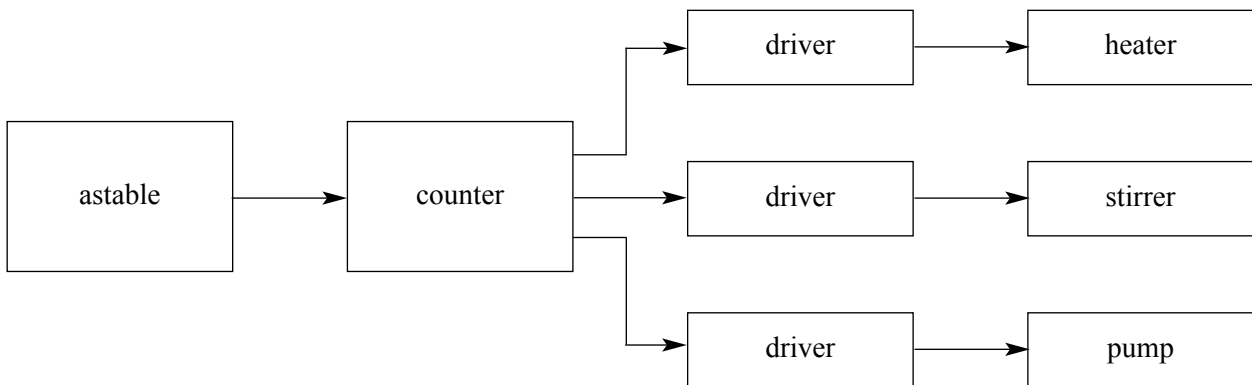 driver
heater
astable
counter
driver
stirrer
driver
pump